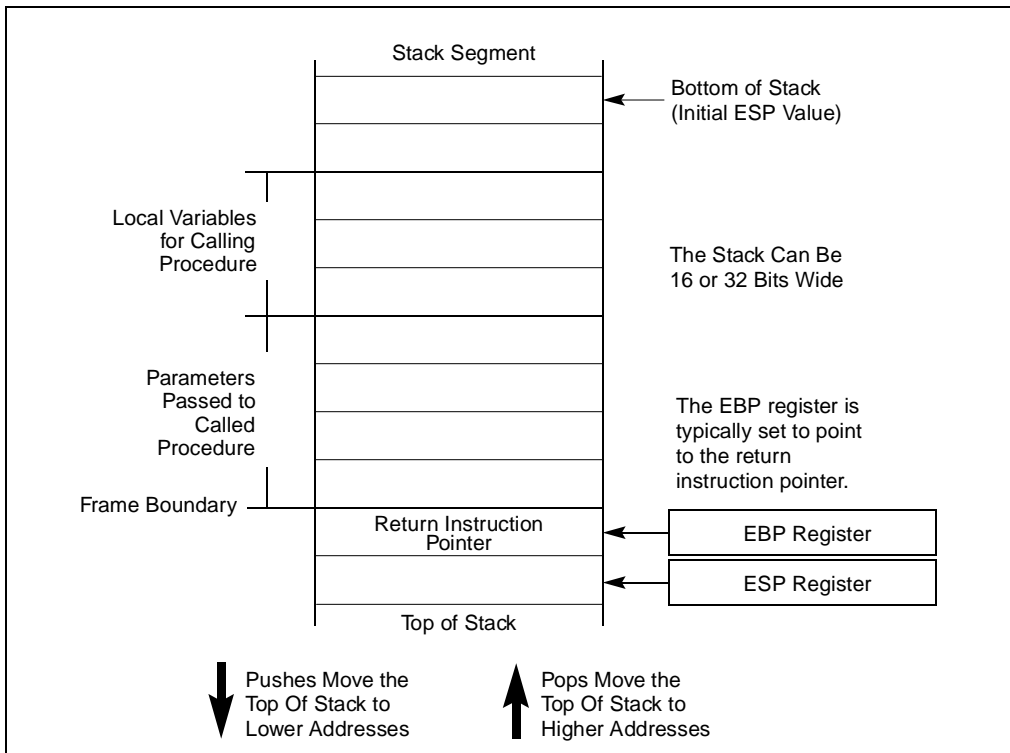 Stack Segment
Bottom of Stack
(Initial ESP Value)
Local Variables
for Calling
Procedure
The Stack Can Be
16 or 32 Bits Wide
Parameters
Passed to
Called
Procedure
The EBP register is
typically set to point
to the return
instruction pointer.
Frame Boundary
Return Instruction
Pointer
EBP Register
ESP Register
Top of Stack
Pushes Move the
Top Of Stack to
Lower Addresses
Pops Move the
Top Of Stack to
Higher Addresses